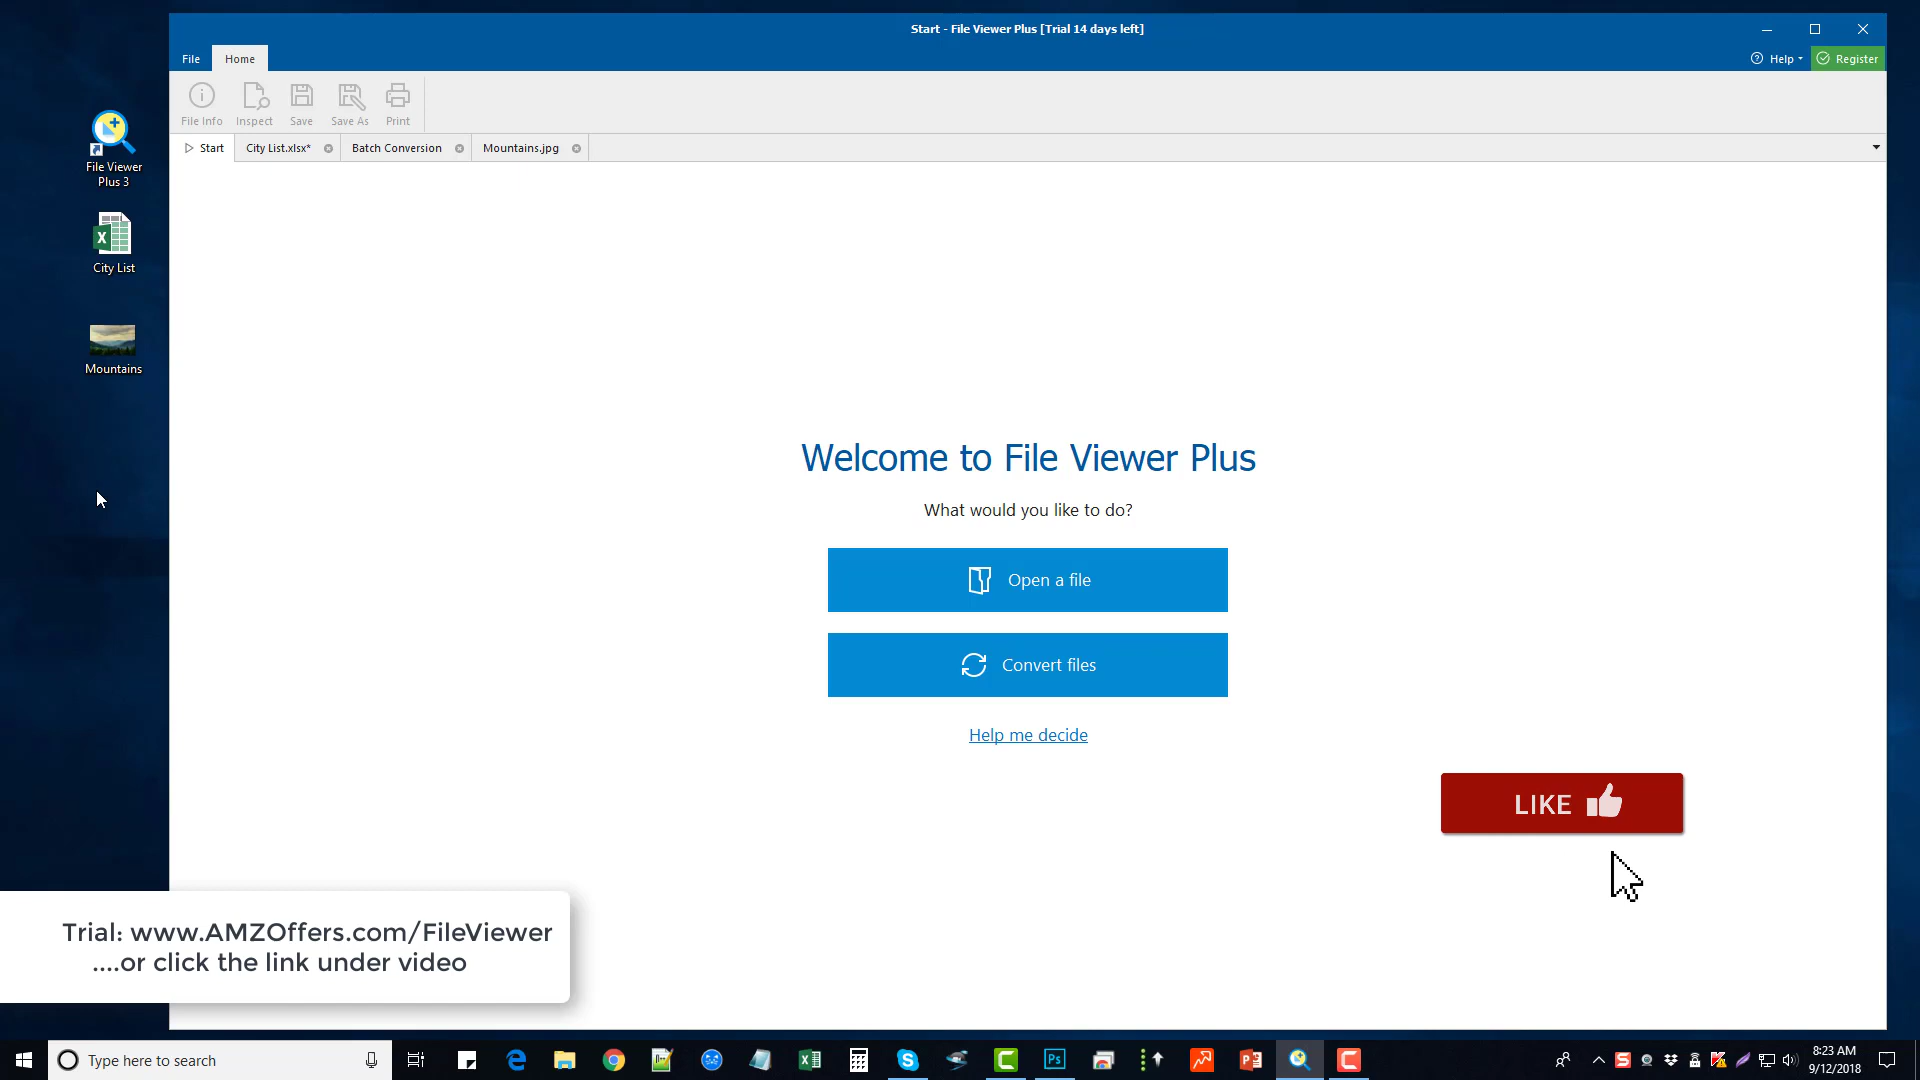 Start - File Viewer Plus [Trial 14 days left]
File
Home
Help
Register
File Info
Inspect
Save
Save As
Print
Start
City List.xlsx*
Batch Conversion
Mountains.jpg
File Viewer
Plus 3
X
City List
Mountains
Welcome to File Viewer Plus
What would you like to do?
Open a file
Convert files
Help me decide
LIKE
Trial: www.AMZOffers.com/FileViewer
....or click the link under video
Type here to search
Ps
8:23 AM
9/12/2018